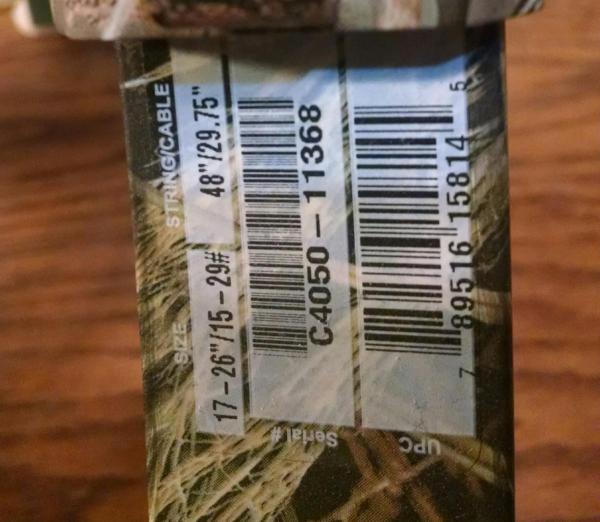 SIZE STRING/CABLE
17-26"/15-29# 48"/29.75"
C4050-11368
Serial #
7 89516 15814 5
UPC